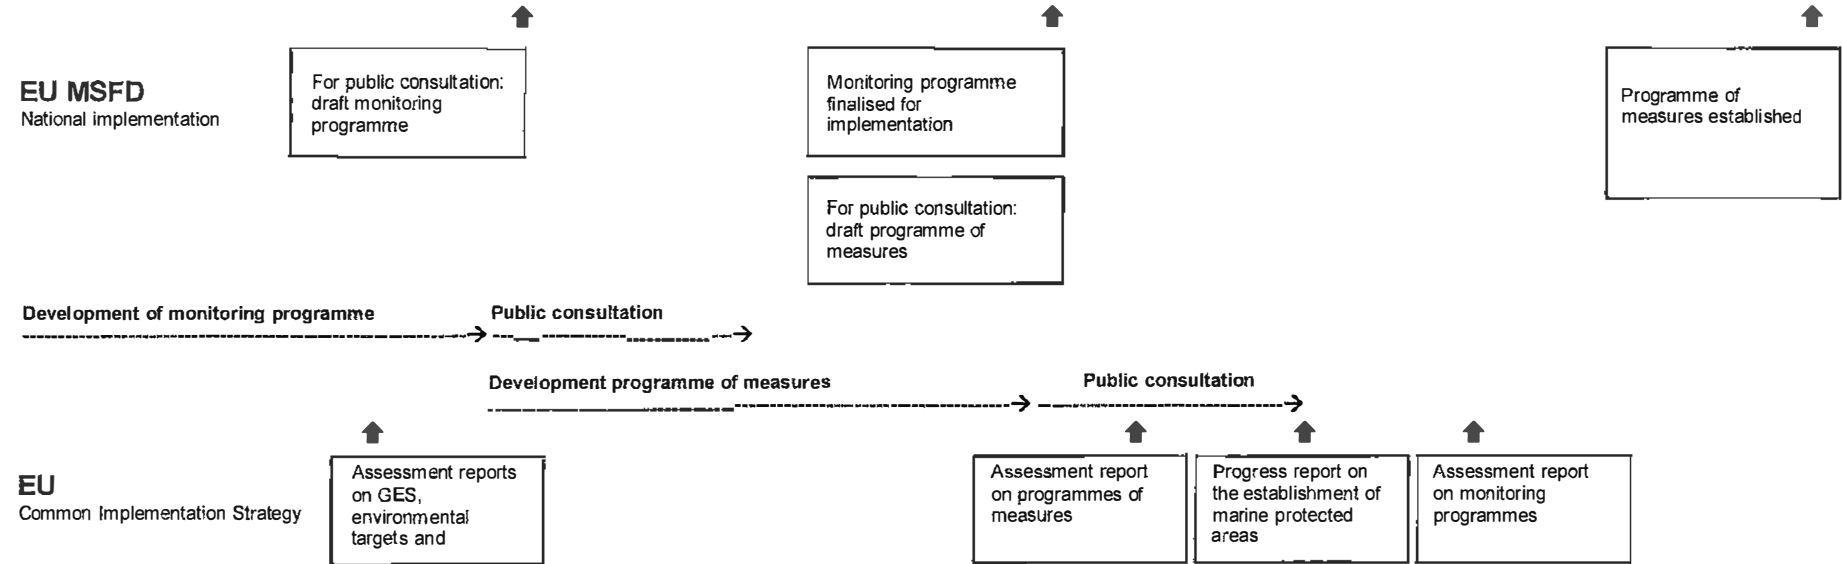 EU MSFD
National implementation
For public consultation:
draft monitoring
programme
Monitoring programme
finalised for
implementation
Programme of
measures established
For public consultation:
draft programme of
measures
Development of monitoring programme
Public consultation
Development programme of measures
Public consultation
EU
Common Implementation Strategy
Assessment reports
on GES,
environmental
targets and
Assessment report
on programmes of
measures
Progress report on
the establishment of
marine protected
areas
Assessment report
on monitoring
programmes